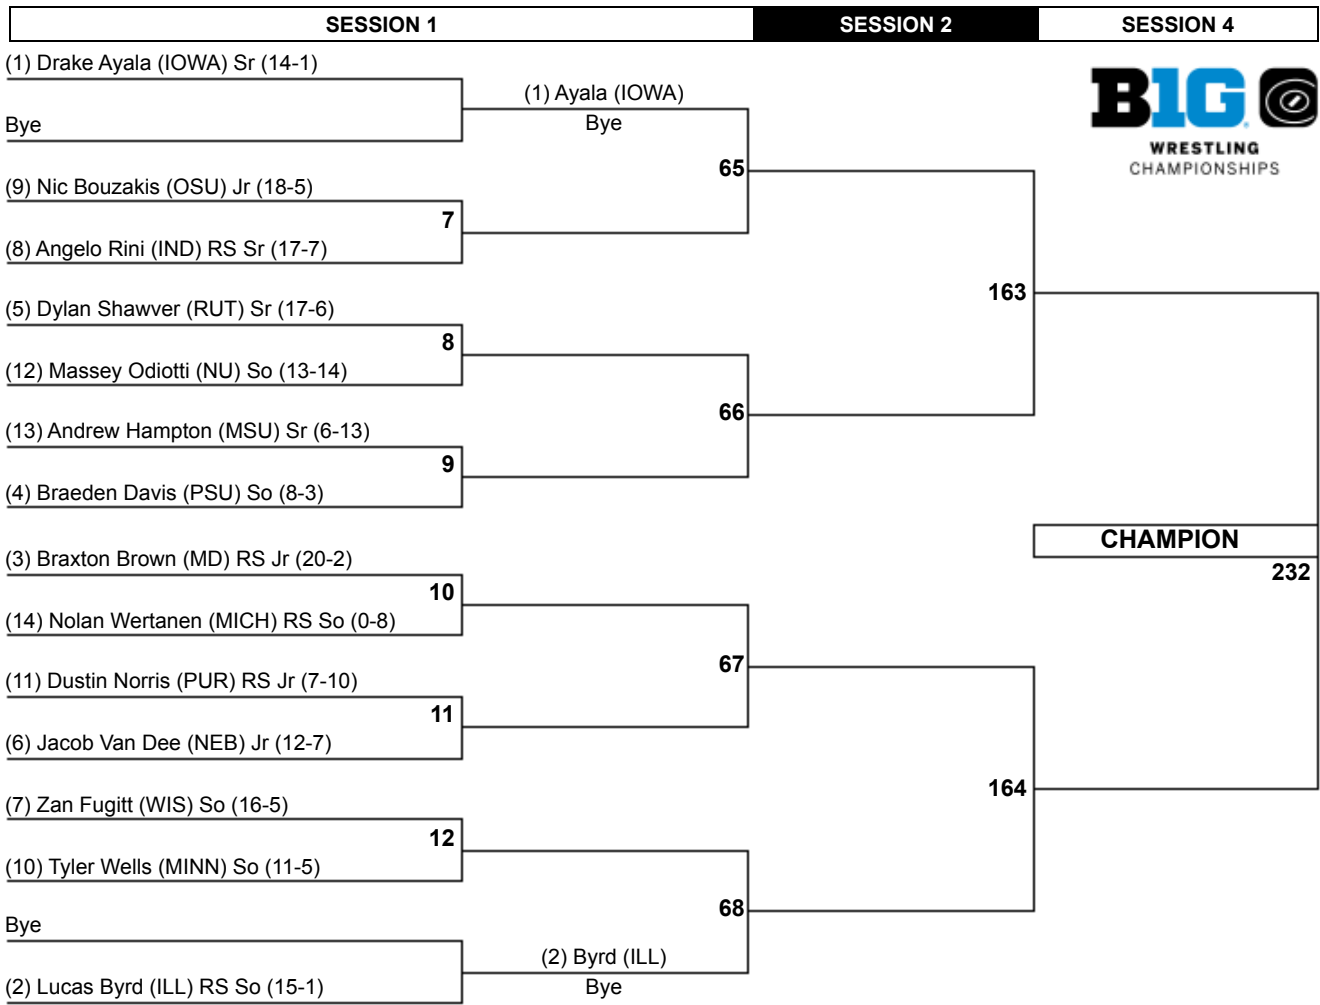 SESSION 1 SESSION 2 SESSION 4
(1) Drake Ayala (IOWA) Sr (14-1)
(1) Ayala (IOWA)
Bye
Bye
B1G
WRESTLING
CHAMPIONSHIPS
65
(9) Nic Bouzakis (OSU) Jr (18-5)
7
(8) Angelo Rini (IND) RS Sr (17-7)
163
(5) Dylan Shawver (RUT) Sr (17-6)
8
(12) Massey Odiotti (NU) So (13-14)
66
(13) Andrew Hampton (MSU) Sr (6-13)
9
(4) Braeden Davis (PSU) So (8-3)
CHAMPION
232
(3) Braxton Brown (MD) RS Jr (20-2)
10
(14) Nolan Wertanen (MICH) RS So (0-8)
67
(11) Dustin Norris (PUR) RS Jr (7-10)
11
(6) Jacob Van Dee (NEB) Jr (12-7)
164
(7) Zan Fugitt (WIS) So (16-5)
12
(10) Tyler Wells (MINN) So (11-5)
68
Bye
(2) Byrd (ILL)
Bye
(2) Lucas Byrd (ILL) RS So (15-1)